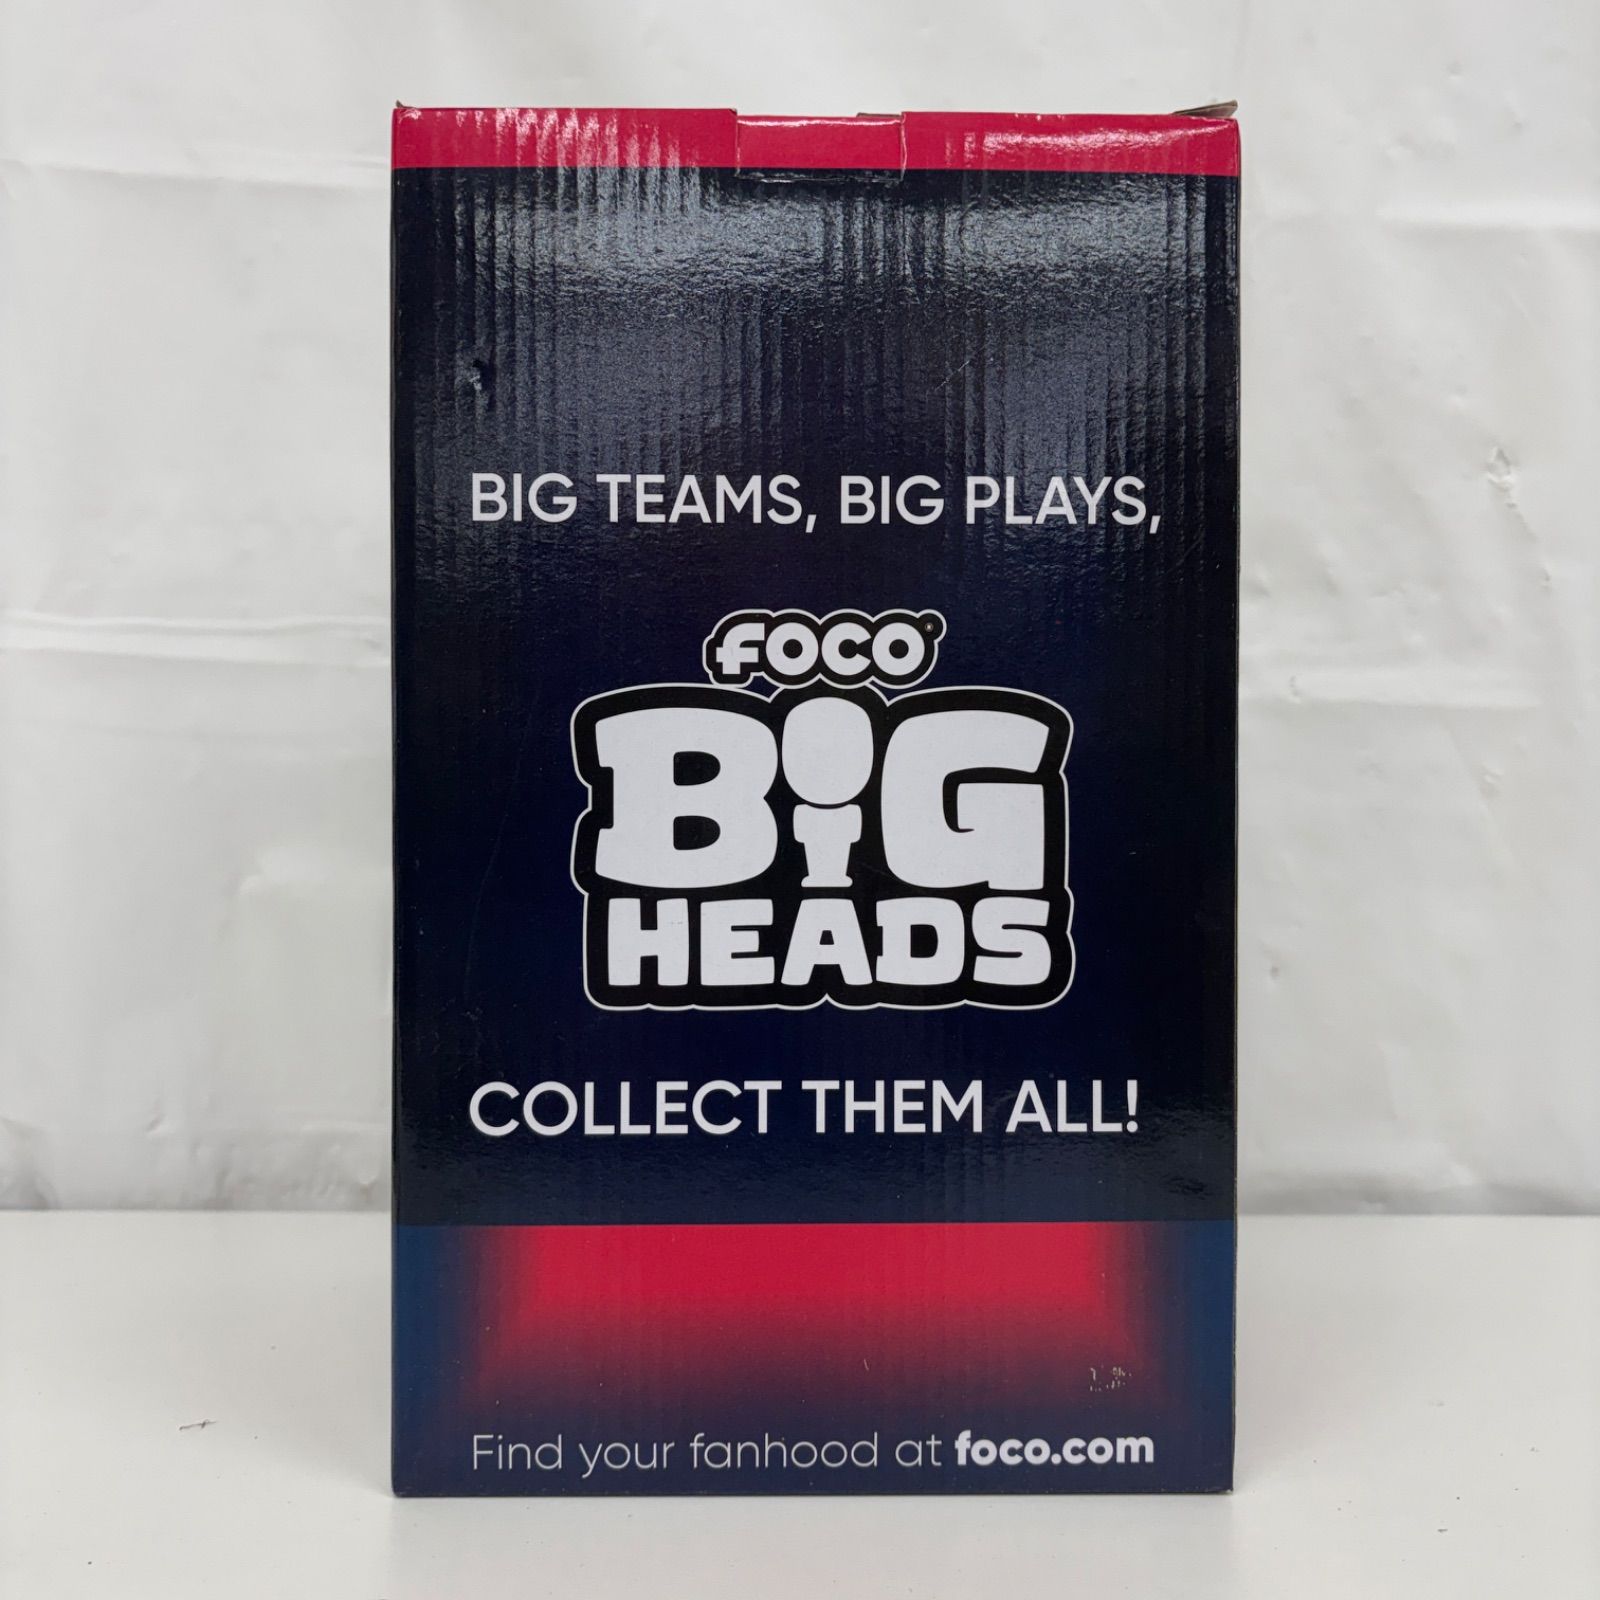 BIG TEAMS, BIG PLAYS,
FOCO®
BIG
HEADS
COLLECT THEM ALL!
Find your fanhood at foco.com